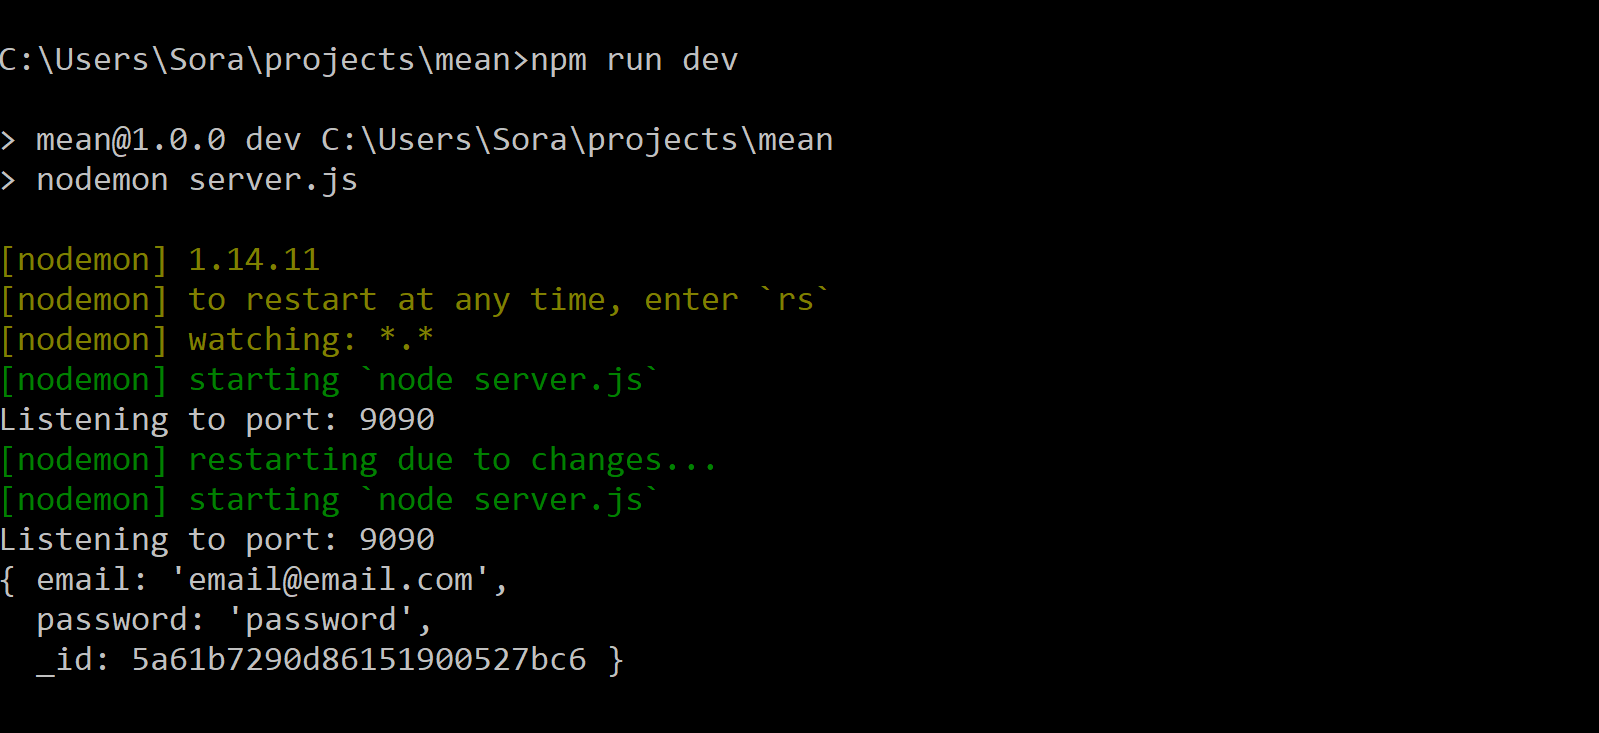 C:\Users\Sora\projects\mean>npm run dev
> mean@1.0.0 dev C:\Users\Sora\projects\mean
> nodemon server.js
[nodemon] 1.14.11
[nodemon] to restart at any time, enter `rs`
[nodemon] watching: *.*
[nodemon] starting `node server.js`
Listening to port: 9090
[nodemon] restarting due to changes...
[nodemon] starting `node server.js`
Listening to port: 9090
{ email: 'email@email.com',
  password: 'password',
  _id: 5a61b7290d86151900527bc6 }